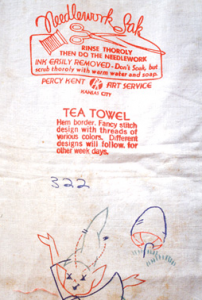 Needlework Sak
RINSE THOROLY
THEN DO THE NEEDLEWORK
INK EASILY REMOVED - Don't Soak, but
scrub thoroly with warm water and soap.
PERCY KENT ART SERVICE
KANSAS CITY
TEA TOWEL
Hem border. Fancy stitch
design with threads of
various colors. Different
designs will follow, for
other week days.
322